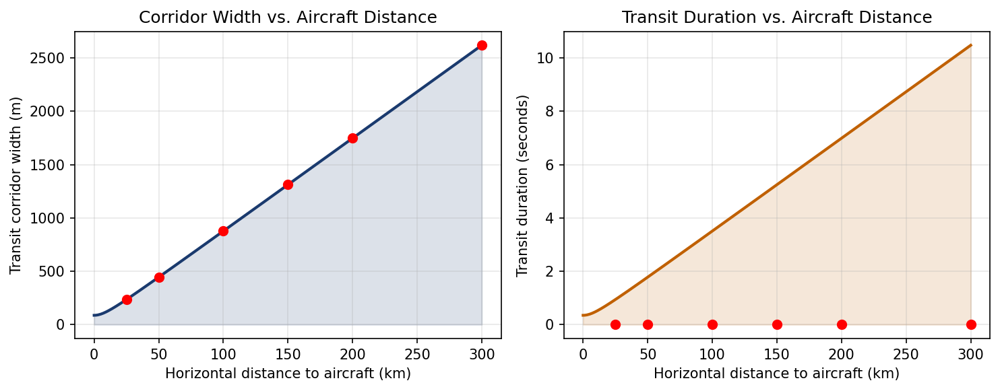 Corridor Width vs. Aircraft Distance
Transit corridor width (m)
2500
2000
1500
1000
500
0
0 50 100 150 200 250 300
Horizontal distance to aircraft (km)
Transit Duration vs. Aircraft Distance
Transit duration (seconds)
10
8
6
4
2
0
0 50 100 150 200 250 300
Horizontal distance to aircraft (km)